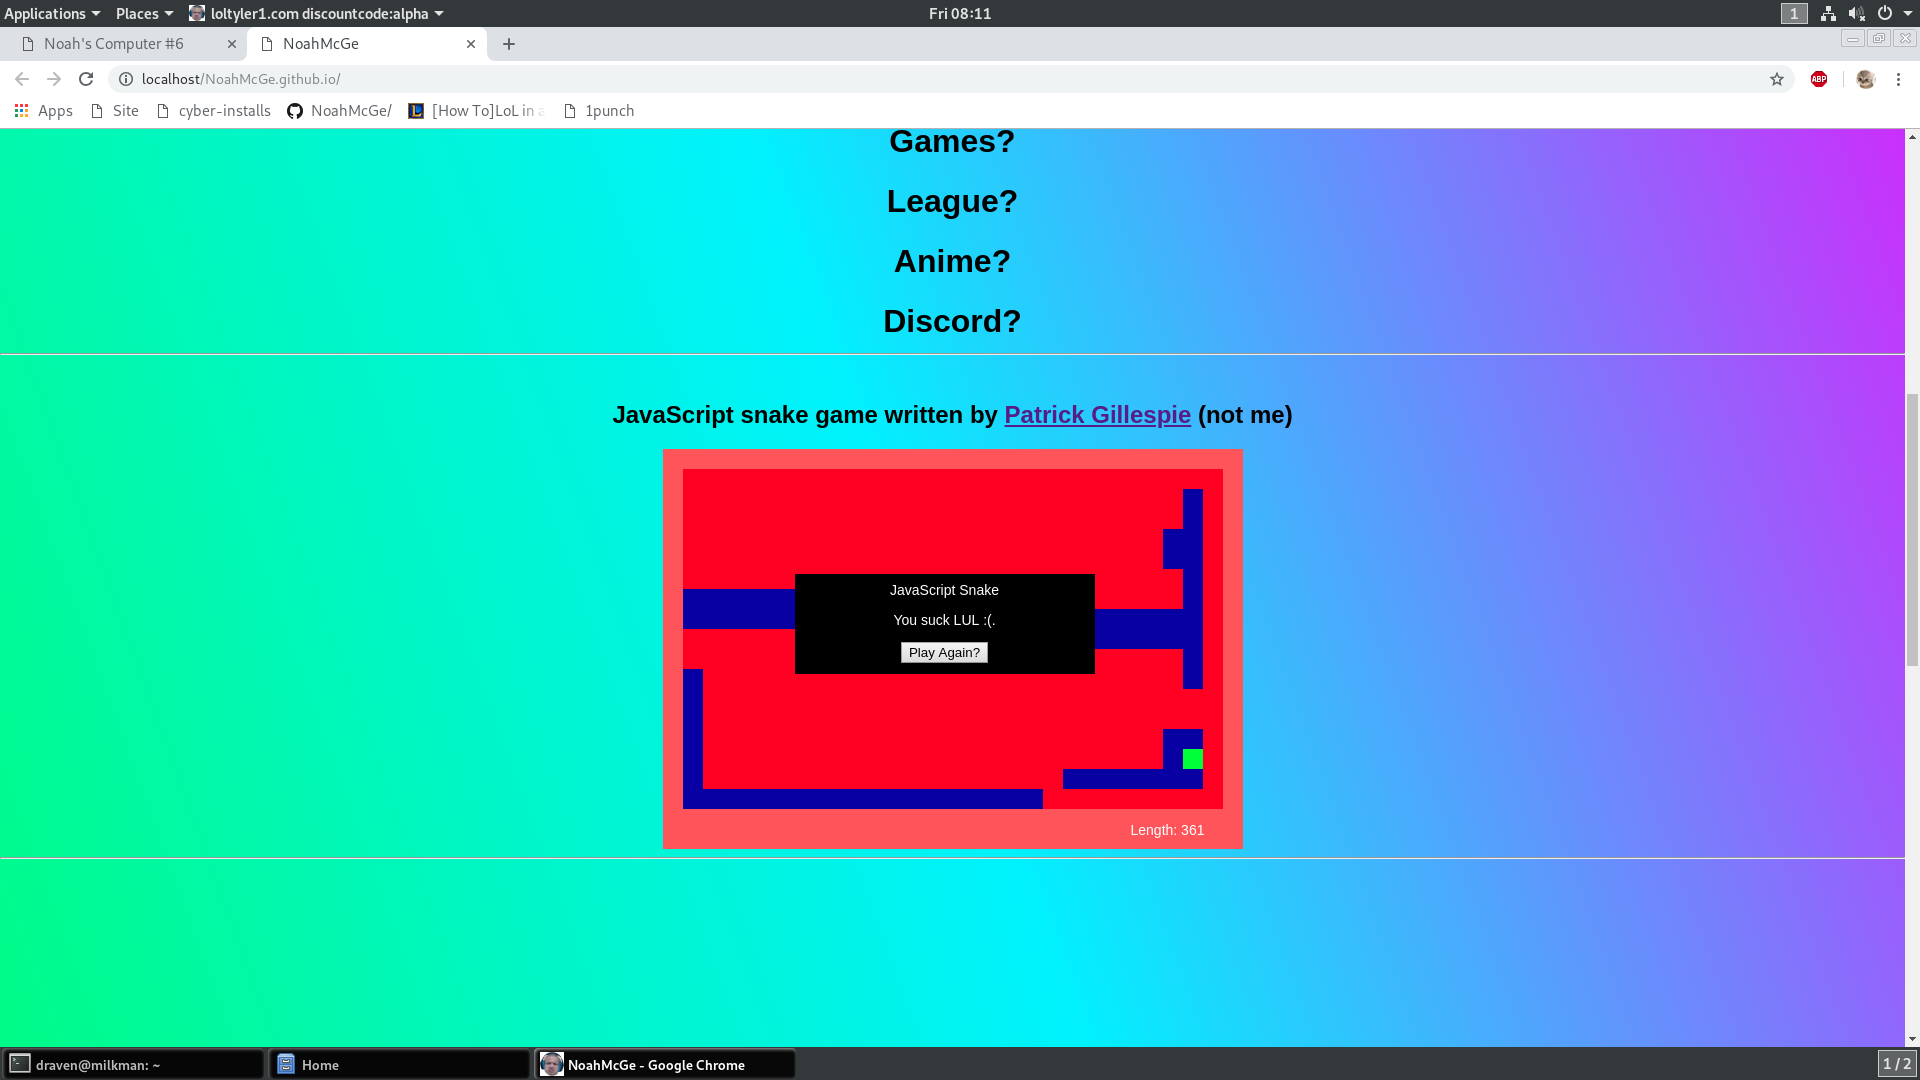 Applications Places loltyler1.com discountcode:alpha Fri 08:11 1
Noah's Computer #6 NoahMcGe
localhost/NoahMcGe.github.io/ ABP
Apps Site cyber-installs NoahMcGe/ [How To]LoL in a 1punch
Games?
League?
Anime?
Discord?
JavaScript snake game written by Patrick Gillespie (not me)
JavaScript Snake
You suck LUL :(.
Play Again?
Length: 361
draven@milkman: ~ Home NoahMcGe - Google Chrome 1 / 2